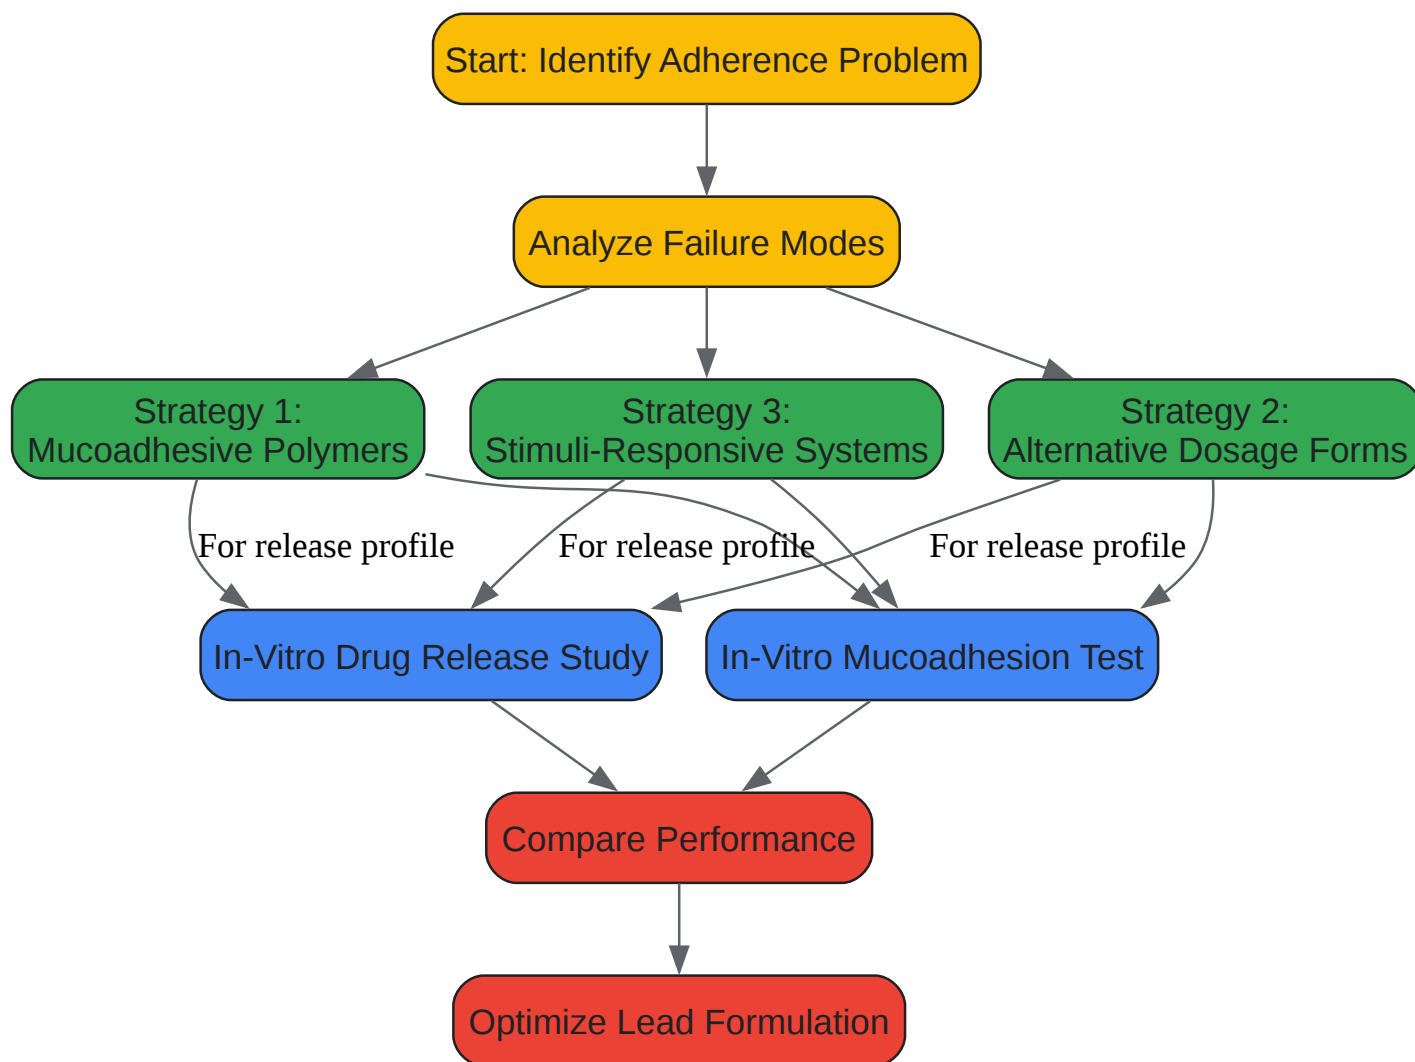 Start: Identify Adherence Problem
Analyze Failure Modes
Strategy 1:
Mucoadhesive Polymers
Strategy 3:
Stimuli-Responsive Systems
Strategy 2:
Alternative Dosage Forms
For release profile
For release profile
For release profile
In-Vitro Drug Release Study
In-Vitro Mucoadhesion Test
Compare Performance
Optimize Lead Formulation